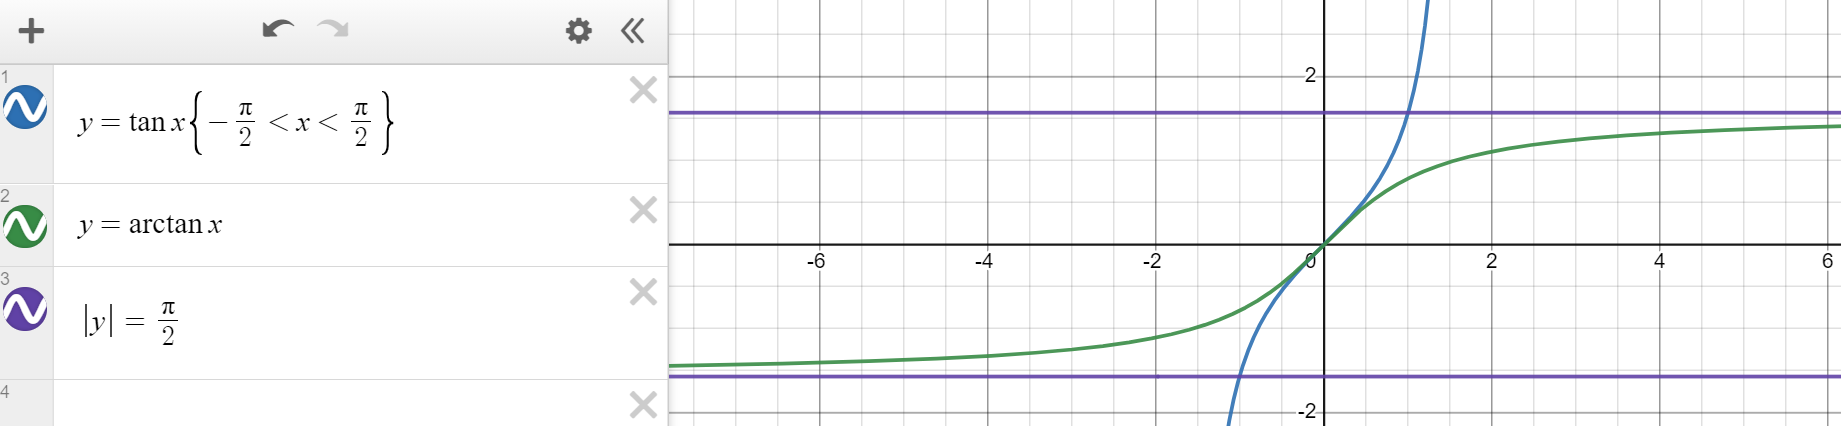 1
y = tan x { − π/2 < x < π/2 }
2
y = arctan x
3
|y| = π/2
4
2
-6 -4 -2 0 2 4 6
-2